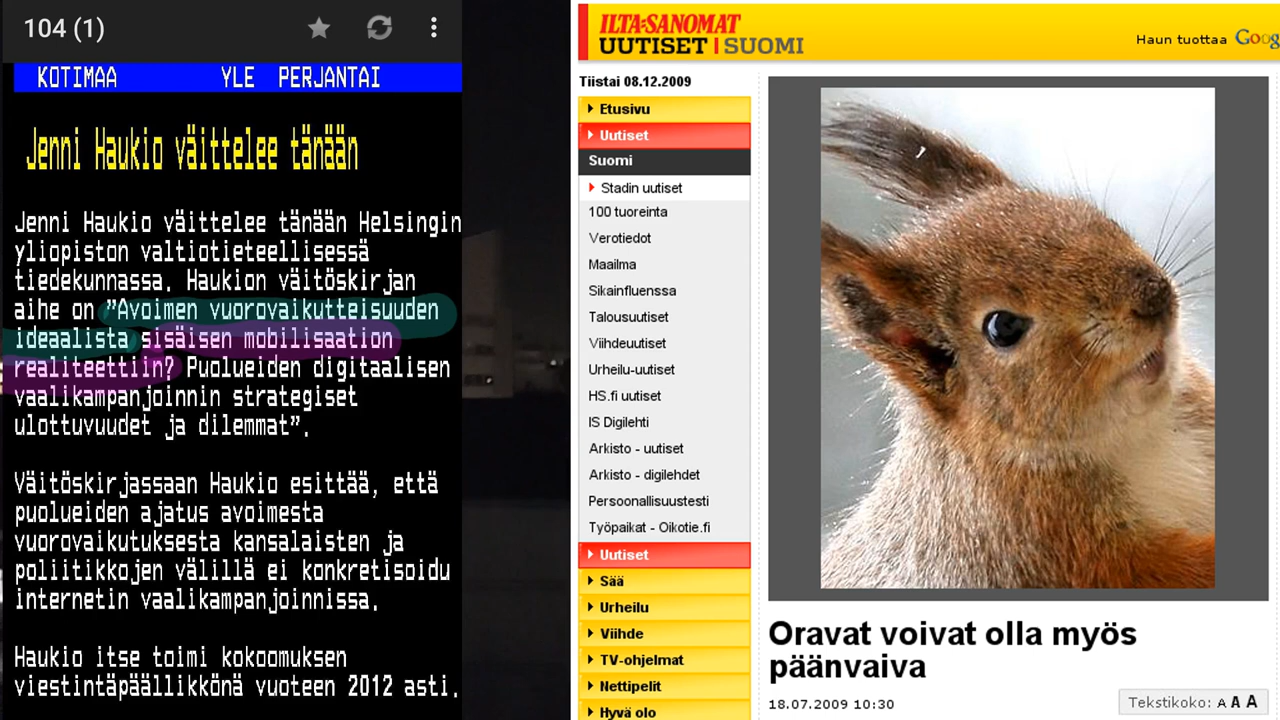 104 (1)
KOTIMAA YLE PERJANTAI
Jenni Haukio väittelee tänään
Jenni Haukio väittelee tänään Helsingin
yliopiston valtiotieteellisessä
tiedekunnassa. Haukion väitöskirjan
aihe on ”Avoimen vuorovaikutteisuuden
ideaalista sisäisen mobilisaation
realiteettiin? Puolueiden digitaalisen
vaalikampanjoinnin strategiset
ulottuvuudet ja dilemmat”.
Väitöskirjassaan Haukio esittää, että
puolueiden ajatus avoimesta
vuorovaikutuksesta kansalaisten ja
poliitikkojen välillä ei konkretisoidu
internetin vaalikampanjoinnissa.
Haukio itse toimi kokoomuksen
viestintäpäällikkönä vuoteen 2012 asti.
ILTA-SANOMAT
UUTISET | SUOMI
Haun tuottaa Goog
Tiistai 08.12.2009
Etusivu
Uutiset
Suomi
Stadin uutiset
100 tuoreinta
Verotiedot
Maailma
Sikainfluenssa
Talousuutiset
Viihdeuutiset
Urheilu-uutiset
HS.fi uutiset
IS Digilehti
Arkisto - uutiset
Arkisto - digilehdet
Persoonallisuustesti
Työpaikat - Oikotie.fi
Uutiset
Sää
Urheilu
Viihde
TV-ohjelmat
Nettipelit
Hyvä olo
Oravat voivat olla myös
päänvaiva
18.07.2009 10:30
Tekstikoko: A A A